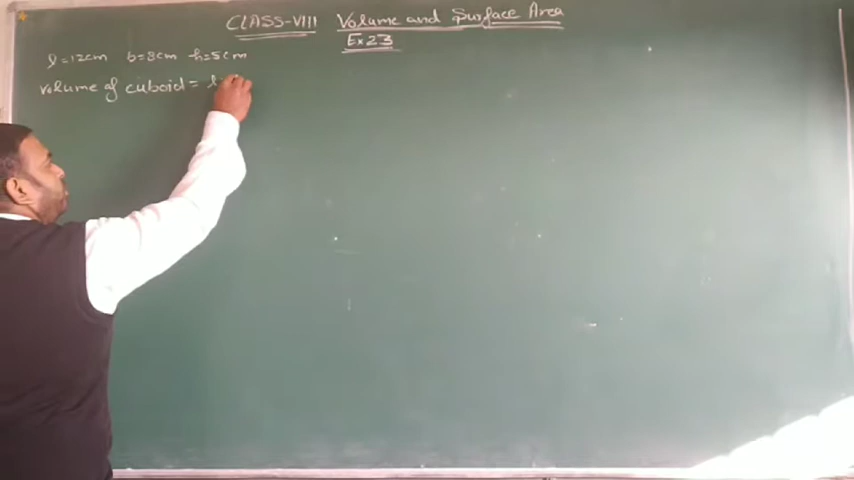 CLASS-VIII Volume and Surface Area
Ex 23
l=12cm b=8cm h=5cm
volume of cuboid = l